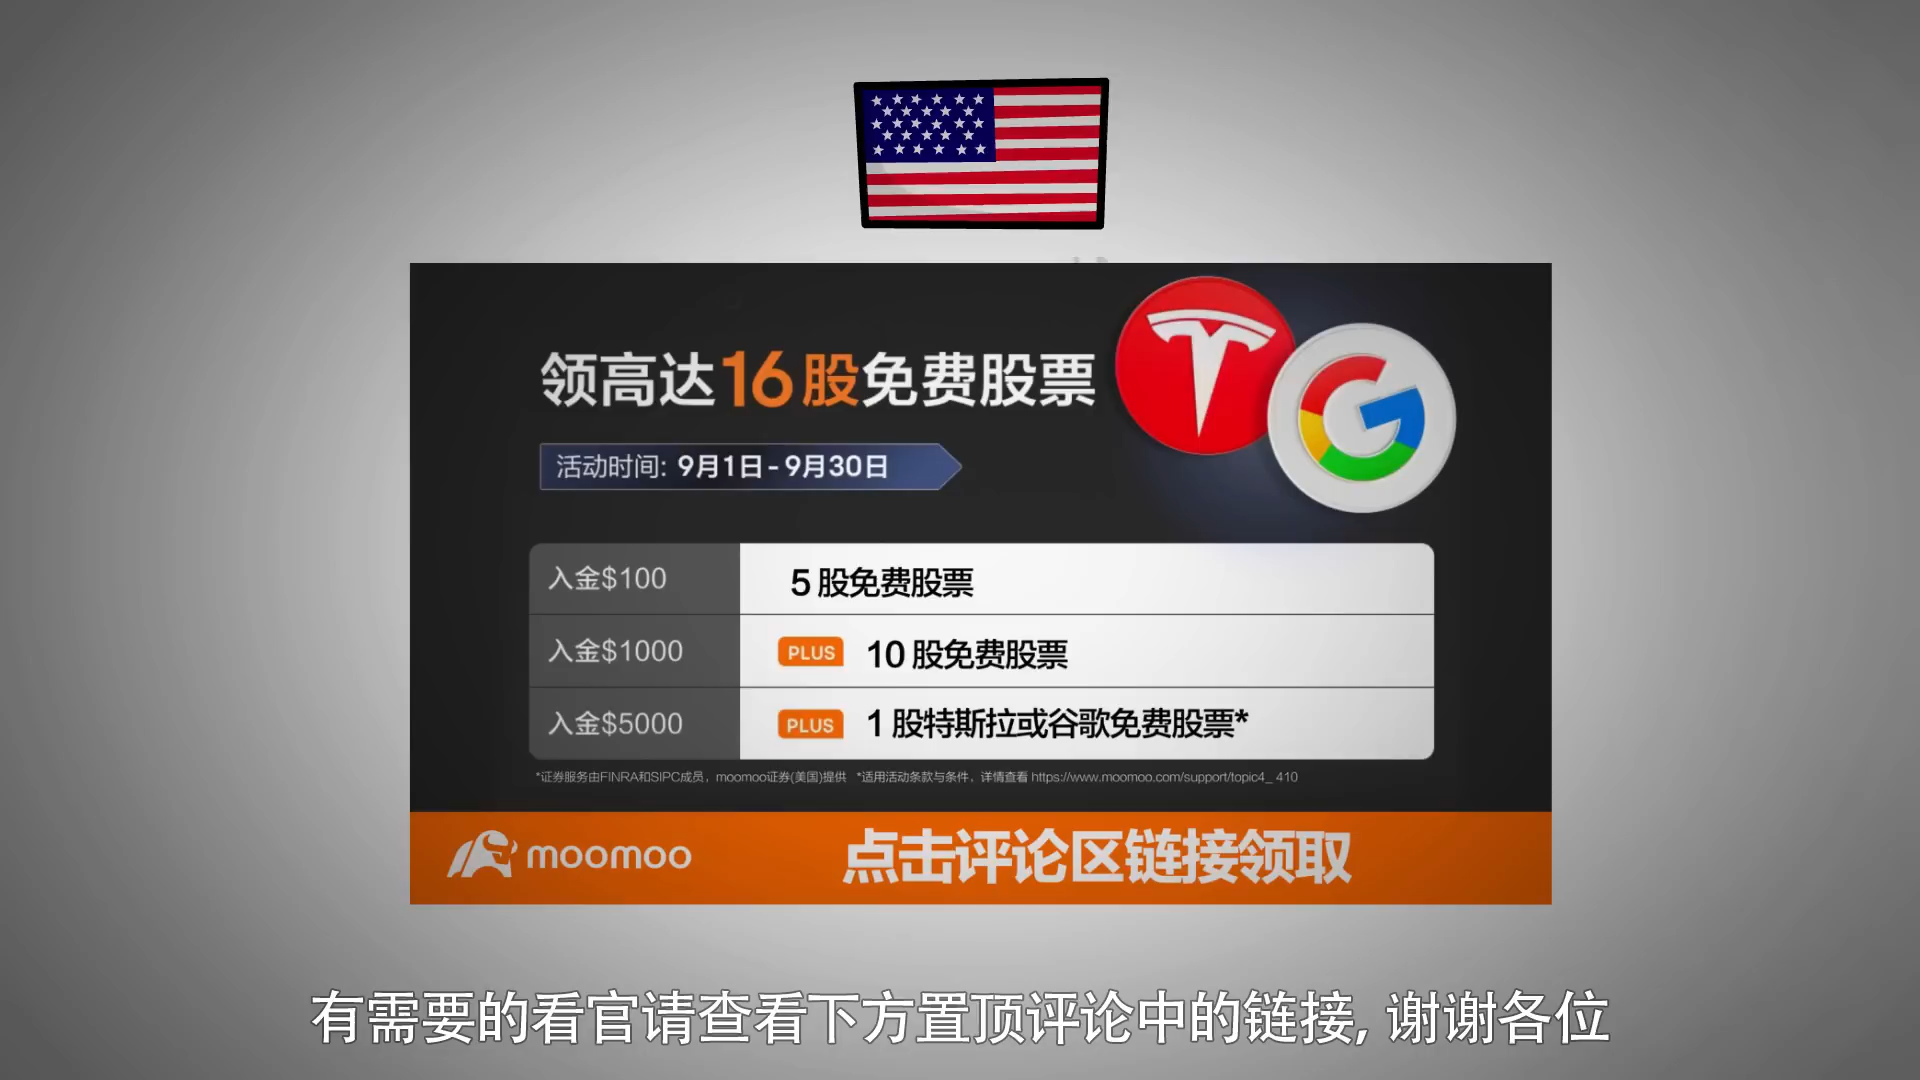 领高达16股免费股票
活动时间: 9月1日 - 9月30日
入金$100
5 股免费股票
入金$1000
PLUS 10 股免费股票
入金$5000
PLUS 1 股特斯拉或谷歌免费股票*
*证券服务由FINRA和SIPC成员，moomoo证券(美国)提供 *适用活动条款与条件，详情查看 https://www.moomoo.com/support/topic4_ 410
moomoo
点击评论区链接领取
有需要的看官请查看下方置顶评论中的链接, 谢谢各位